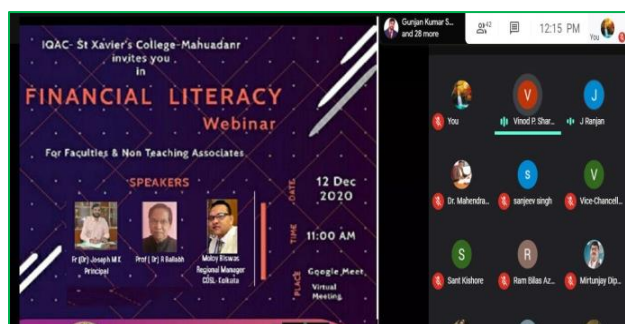 IQAC- St Xavier's College-Mahuadanr
invites you
in
FINANCIAL LITERACY
Webinar
For Faculties & Non Teaching Associates
SPEAKERS
Fr (Dr) Joseph M K
Principal
Prof ( Dr) R Ballabh
Moloy Biswas
Regional Manager
CDSL- Kolkata
DATE
12 Dec
2020
TIME
11:00 AM
PLACE
Google Meet
Virtual
Meeting
Gunjan Kumar S...
and 28 more
42
12:15 PM
You
You
V
Vinod P. Shar...
J
J Ranjan
Dr. Mahendra...
s
sanjeev singh
V
Vice-Chancell...
S
Sant Kishore
R
Ram Bilas Az...
Mirtunjay Dip...